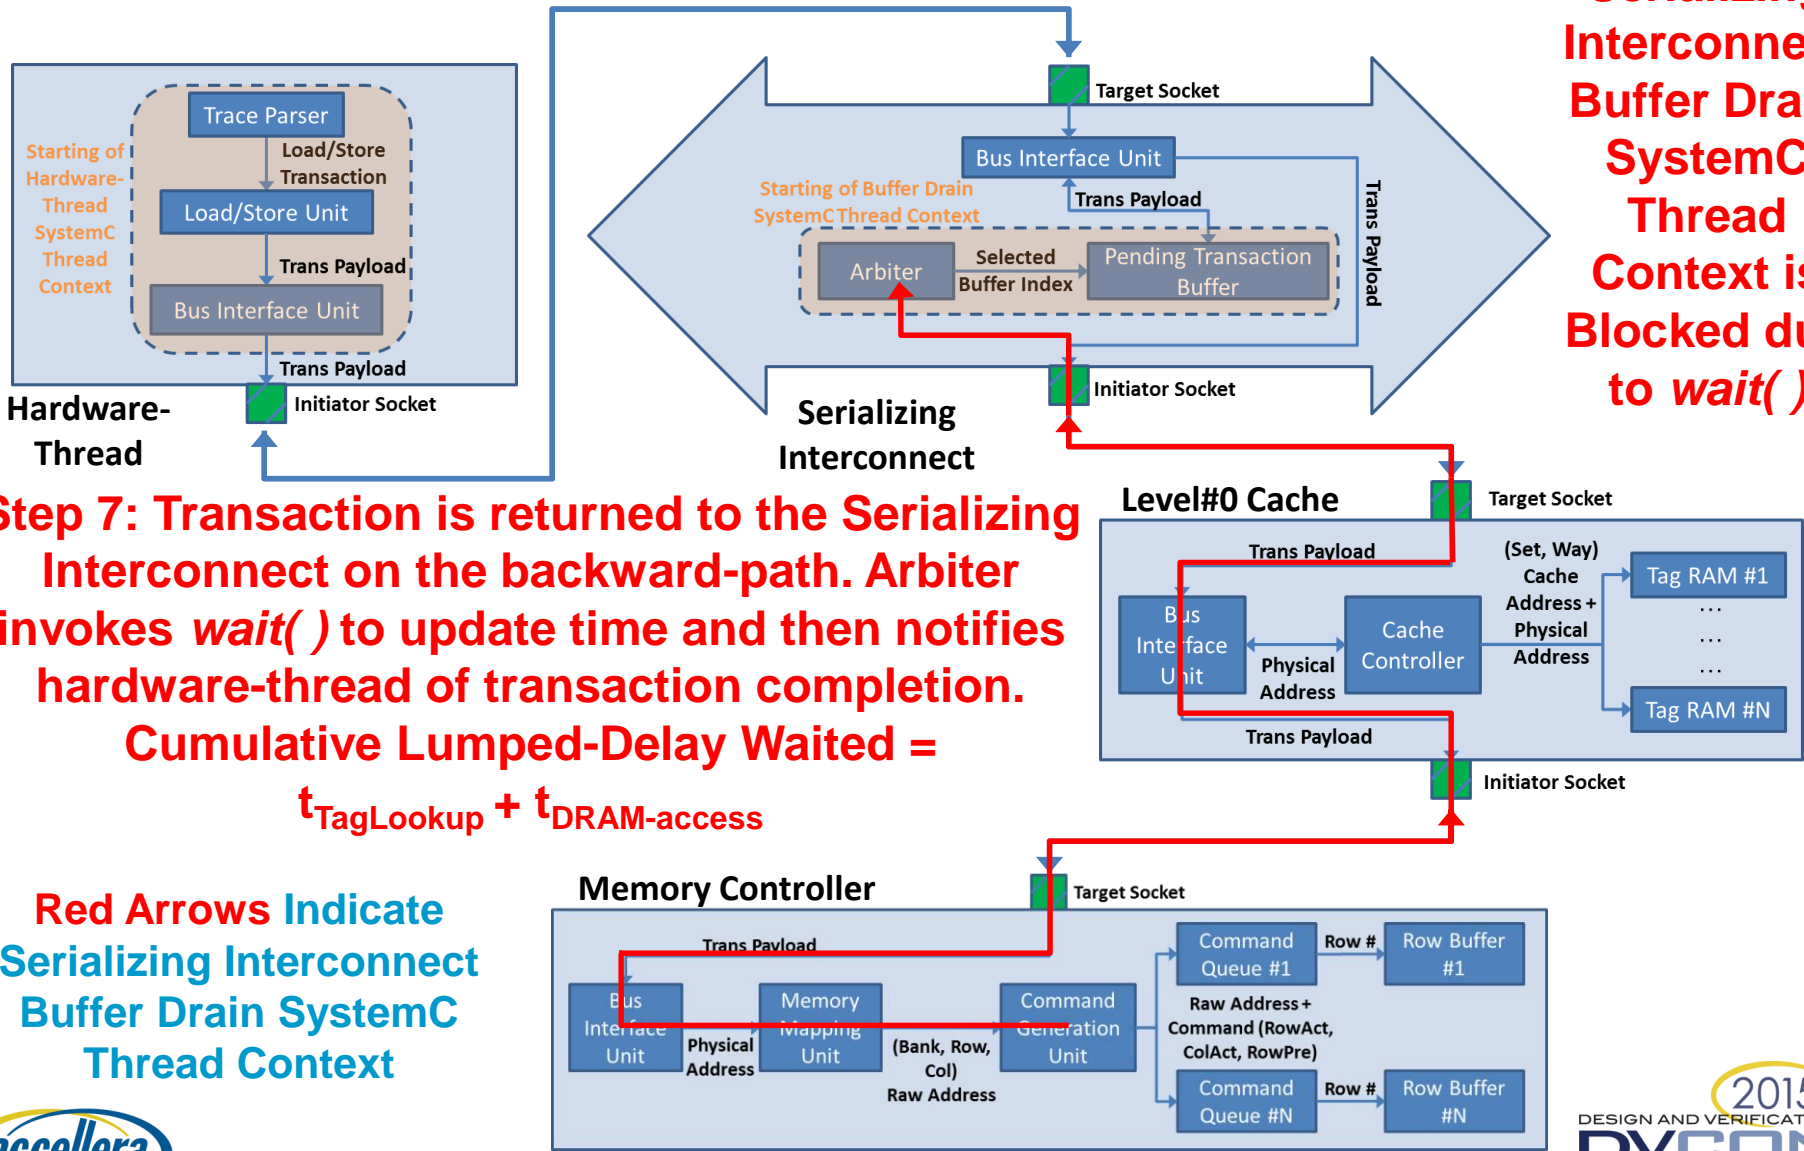 Trace Parser
Starting of
Hardware-
Thread
SystemC
Thread
Context
Load/Store
Transaction
Load/Store Unit
Trans Payload
Bus Interface Unit
Trans Payload
Initiator Socket
Hardware-
Thread
Target Socket
Bus Interface Unit
Starting of Buffer Drain
SystemC Thread Context
Trans Payload
Trans Payload
Arbiter
Selected
Buffer Index
Pending Transaction
Buffer
Initiator Socket
Serializing
Interconnect
Buffer
SystemC
Thread
Context is
Blocked
to wait( )
Step 7: Transaction is returned to the Serializing
Interconnect on the backward-path. Arbiter
invokes wait( ) to update time and then notifies
hardware-thread of transaction completion.
Cumulative Lumped-Delay Waited =
tTagLookup + tDRAM-access
Level#0 Cache
Target Socket
Trans Payload
(Set, Way)
Cache
Address +
Physical
Address
Tag RAM #1
...
...
...
Tag RAM #N
Bus
Interface
Unit
Physical
Address
Cache
Controller
Trans Payload
Initiator Socket
Red Arrows Indicate
Serializing Interconnect
Buffer Drain SystemC
Thread Context
Memory Controller
Target Socket
Trans Payload
Bus
Interface
Unit
Physical
Address
Memory
Mapping
Unit
(Bank, Row,
Col)
Raw Address
Command
Generation
Unit
Command
Queue #1
Row #
Row Buffer
#1
Raw Address +
Command (RowAct,
ColAct, RowPre)
Command
Queue #N
Row #
Row Buffer
#N
accellera
2015
DESIGN AND
DVCON